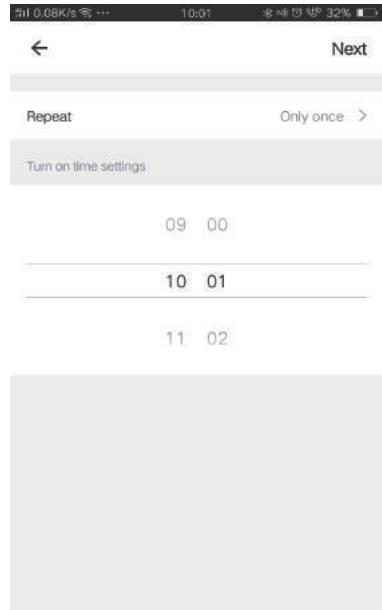 0.08K/s ... 10:01 32%
← Next
Repeat Only once >
Turn on time settings
09 00
10 01
11 02